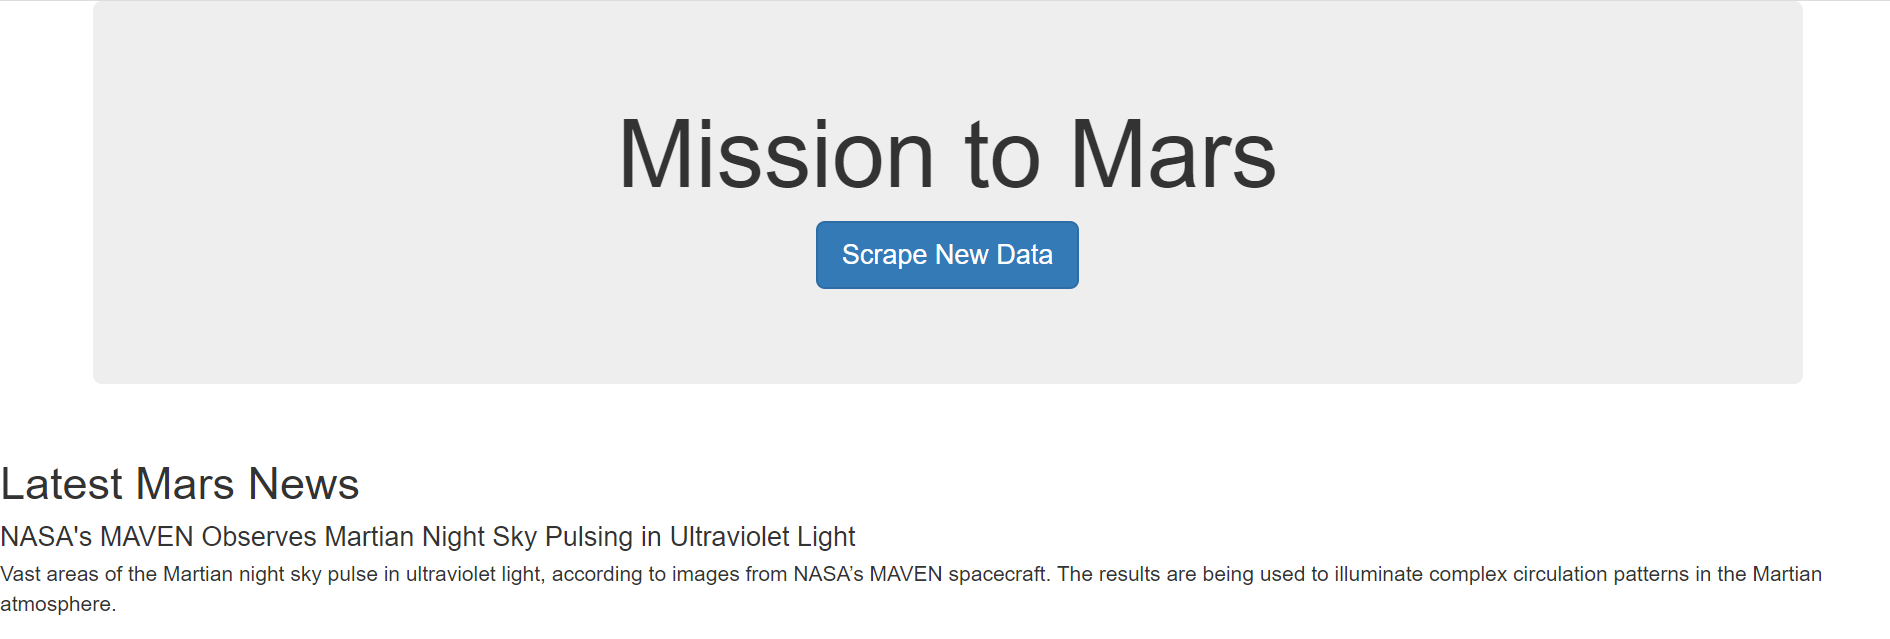 Mission to Mars
Scrape New Data
Latest Mars News
NASA's MAVEN Observes Martian Night Sky Pulsing in Ultraviolet Light
Vast areas of the Martian night sky pulse in ultraviolet light, according to images from NASA’s MAVEN spacecraft. The results are being used to illuminate complex circulation patterns in the Martian
atmosphere.